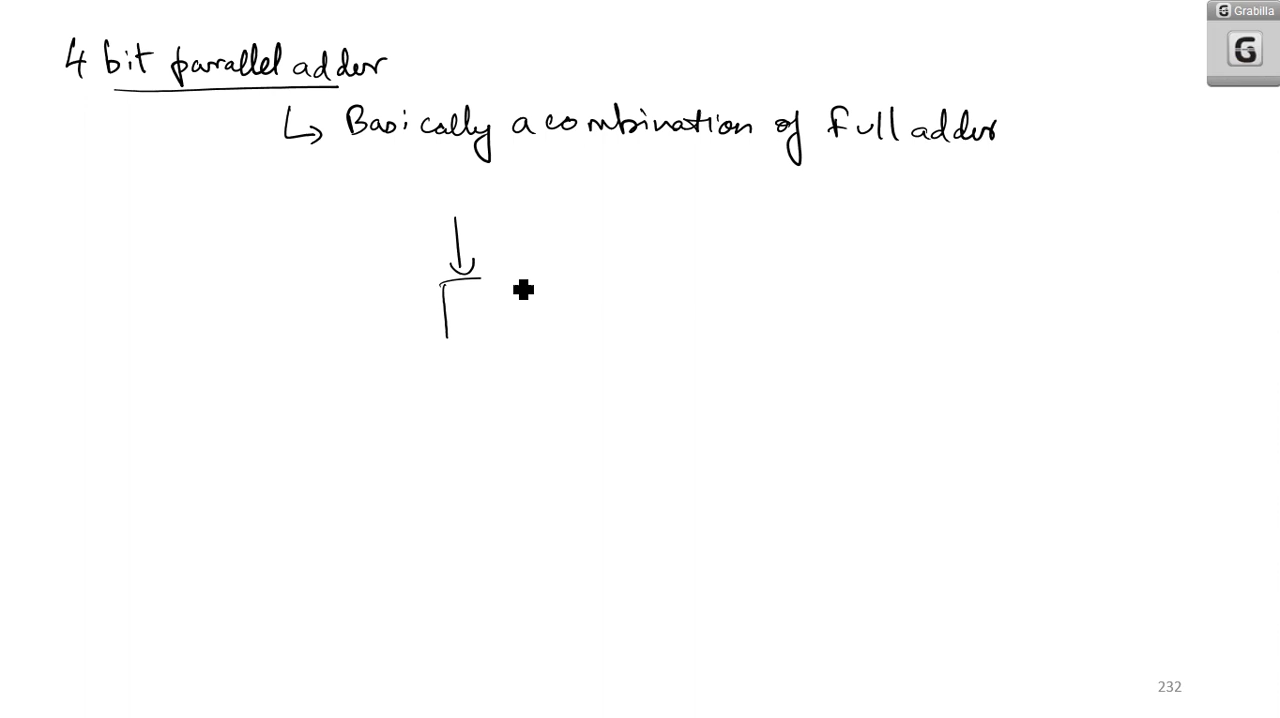 Grabilla
4 bit parallel adder
Basically a combination of full adder
232